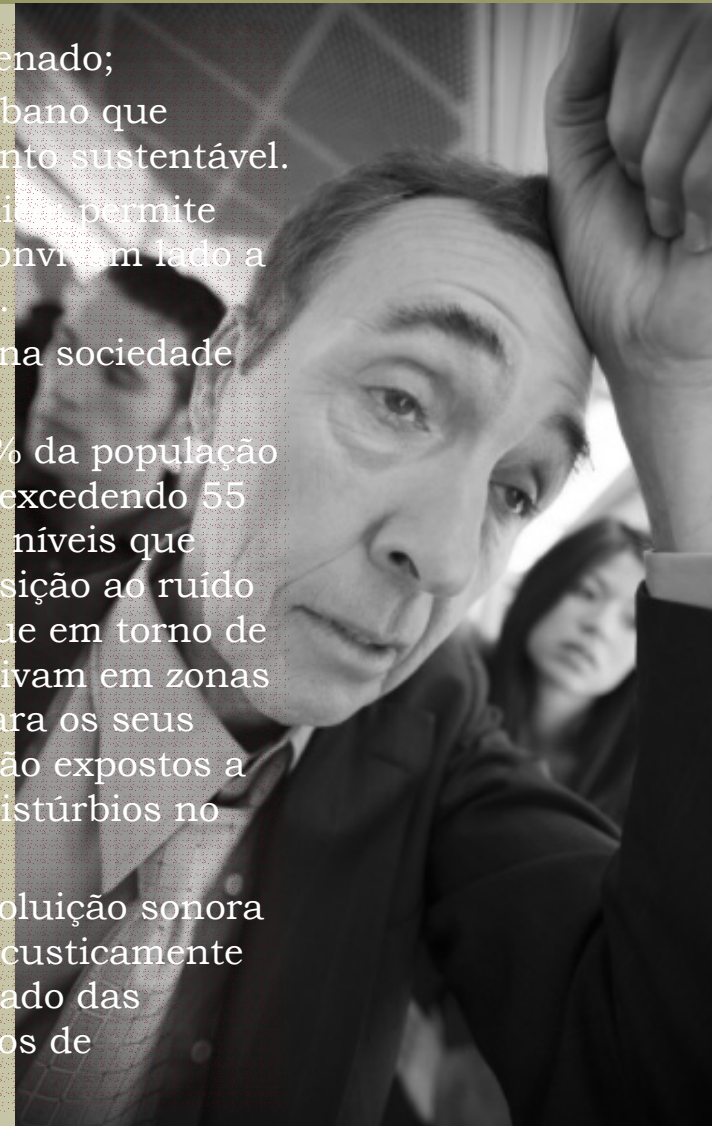 enado;
bano que
nto sustentável.
permite
onvivam lado a
.
na sociedade
% da população
excedendo 55
níveis que
sição ao ruído
ue em torno de
ivam em zonas
ara os seus
ão expostos a
istúrbios no
oluição sonora
custicamente
ado das
os de